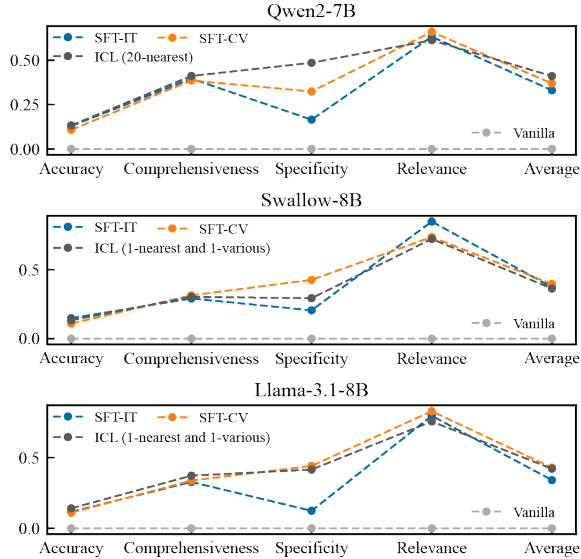 Qwen2-7B
SFT-IT SFT-CV
ICL (20-nearest)
0.50
0.25
Vanilla
0.00
Accuracy Comprehensiveness Specificity Relevance Average
Swallow-8B
SFT-IT SFT-CV
ICL (1-nearest and 1-various)
0.5
Vanilla
0.0
Accuracy Comprehensiveness Specificity Relevance Average
Llama-3.1-8B
SFT-IT SFT-CV
ICL (1-nearest and 1-various)
0.5
Vanilla
0.0
Accuracy Comprehensiveness Specificity Relevance Average